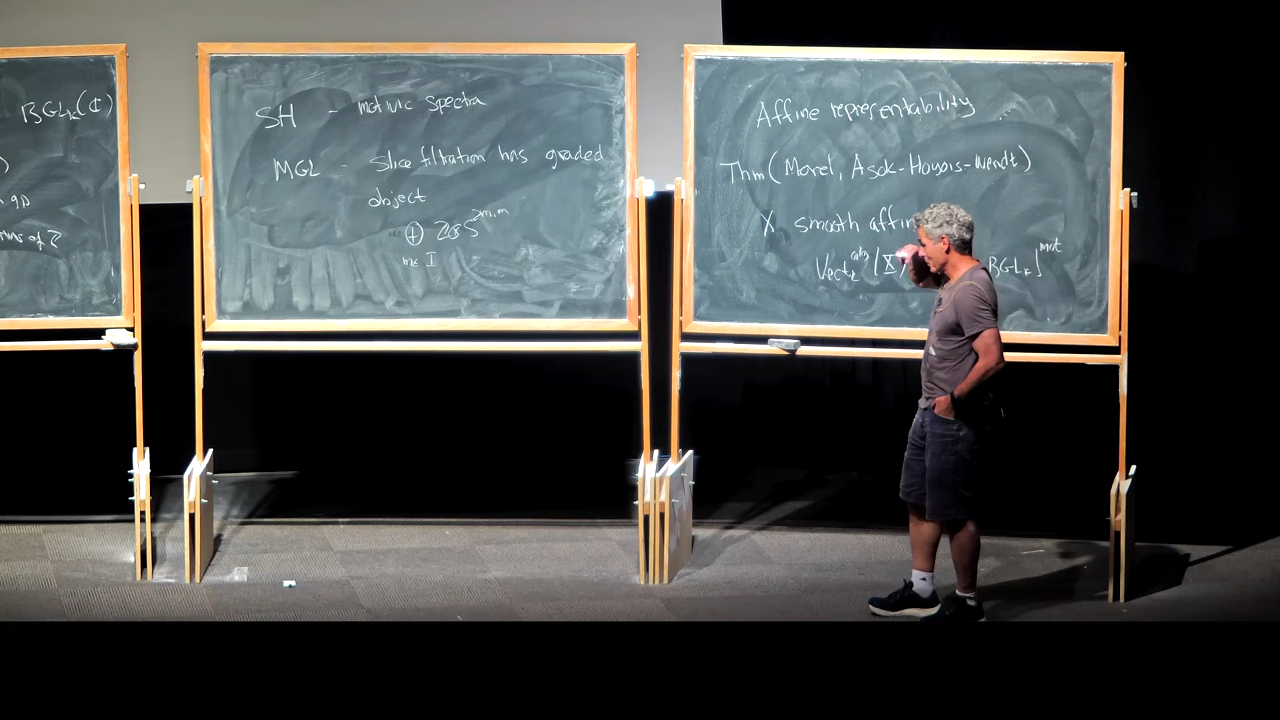 BGLk(ℂ)
SH - motivic spectra
MGL - slice filtration has graded
object
⊕ S^2m,m
m∈I
Affine representability
Thm (Morel, Asok-Hoyois-Wendt)
X smooth affin
Vect_k^alg (X) BGL_k]^mot